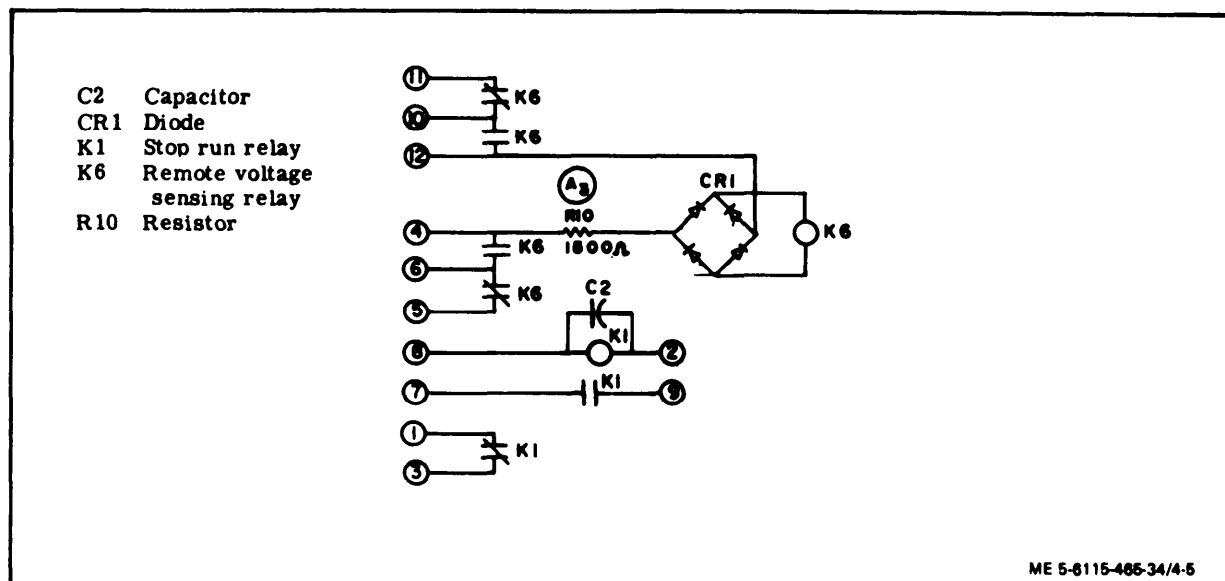 C2 Capacitor
CR1 Diode
K1 Stop run relay
K6 Remote voltage
sensing relay
R10 Resistor
11
K6
10
K6
12
A3
CR1
R10
4
1500Ω
K6
K6
6
K6
5
C2
8
K1
2
7
K1
9
1
K1
3
ME 5-6115-465-34/4-5